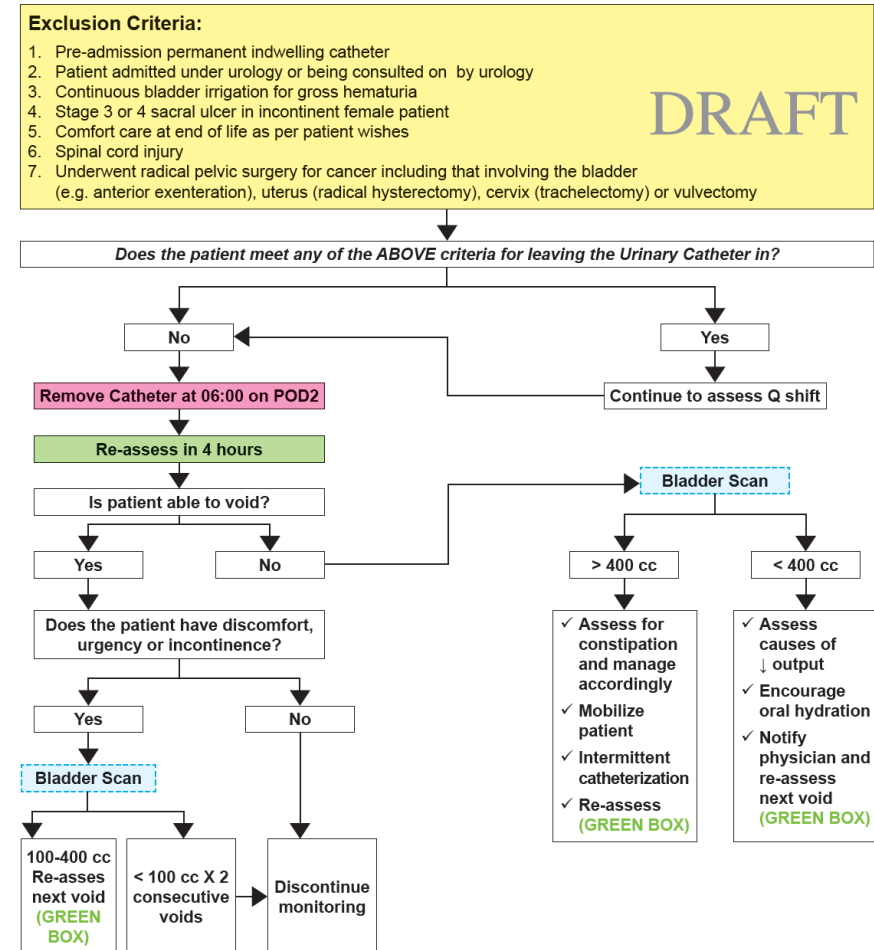 Exclusion Criteria:
1. Pre-admission permanent indwelling catheter
2. Patient admitted under urology or being consulted on by urology
3. Continuous bladder irrigation for gross hematuria
4. Stage 3 or 4 sacral ulcer in incontinent female patient
5. Comfort care at end of life as per patient wishes
6. Spinal cord injury
7. Underwent radical pelvic surgery for cancer including that involving the bladder
(e.g. anterior exenteration), uterus (radical hysterectomy), cervix (trachelectomy) or vulvectomy
DRAFT
Does the patient meet any of the ABOVE criteria for leaving the Urinary Catheter in?
No
Yes
Remove Catheter at 06:00 on POD2
Continue to assess Q shift
Re-assess in 4 hours
Is patient able to void?
Bladder Scan
Yes
No
> 400 cc
< 400 cc
Does the patient have discomfort,
urgency or incontinence?
✓ Assess for
constipation
and manage
accordingly
✓ Mobilize
patient
✓ Intermittent
catheterization
✓ Re-assess
(GREEN BOX)
✓ Assess
causes of
↓ output
✓ Encourage
oral hydration
✓ Notify
physician and
re-assess
next void
(GREEN BOX)
Yes
No
Bladder Scan
100-400 cc
Re-asses
next void
(GREEN
BOX)
< 100 cc X 2
consecutive
voids
Discontinue
monitoring